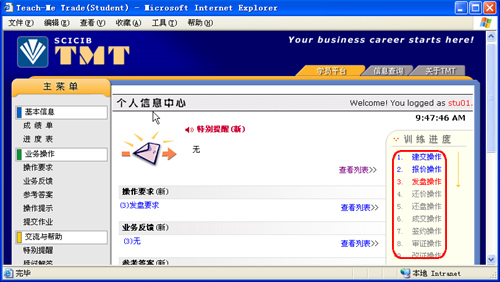 Teach-Me Trade(Student) - Microsoft Internet Explorer
文件(F) 编辑(E) 查看(V) 收藏(A) 工具(T) 帮助(H)
SCICIB
TMT
Your business career starts here!
学员平台 信息查询 关于TMT
主菜单
基本信息
成绩单
进度表
业务操作
操作要求
业务反馈
参考答案
操作提示
提交作业
交流与帮助
特别提醒
疑问解答
个人信息中心
Welcome! You logged as stu01.
9:47:46 AM
特别提醒(新)
无
查看列表>>
操作要求(新)
(3)发盘要求
查看列表>>
业务反馈(新)
(3)无
查看列表>>
参考答案(新)
训练进度
1. 建交操作
2. 报价操作
3. 发盘操作
4. 还价操作
5. 还盘操作
6. 成交操作
7. 签约操作
8. 审证操作
9. 改证操作
完毕
本地 Intranet